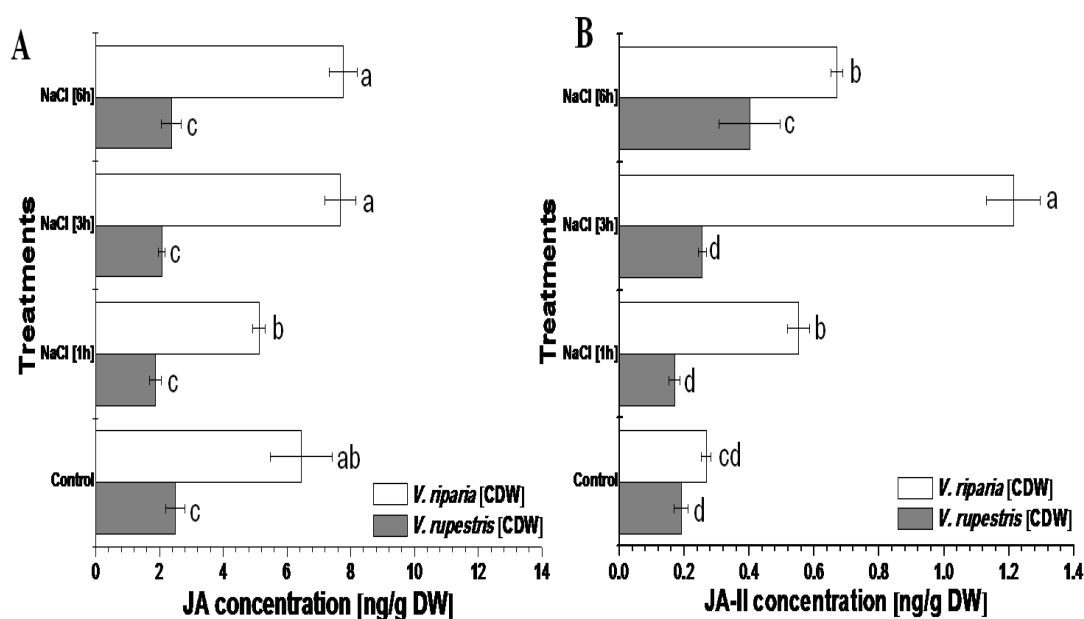 A
Treatments
NaCl [6h]
a
c
NaCl [3h]
a
c
NaCl [1h]
b
c
Control
ab
c
V. riparia [CDW]
V. rupestris [CDW]
0 2 4 6 8 10 12 14
JA concentration [ng/g DW]
B
Treatments
NaCl [6h]
b
c
NaCl [3h]
a
d
NaCl [1h]
b
d
Control
cd
d
V. riparia [CDW]
V. rupestris [CDW]
0.0 0.2 0.4 0.6 0.8 1.0 1.2 1.4
JA-Il concentration [ng/g DW]